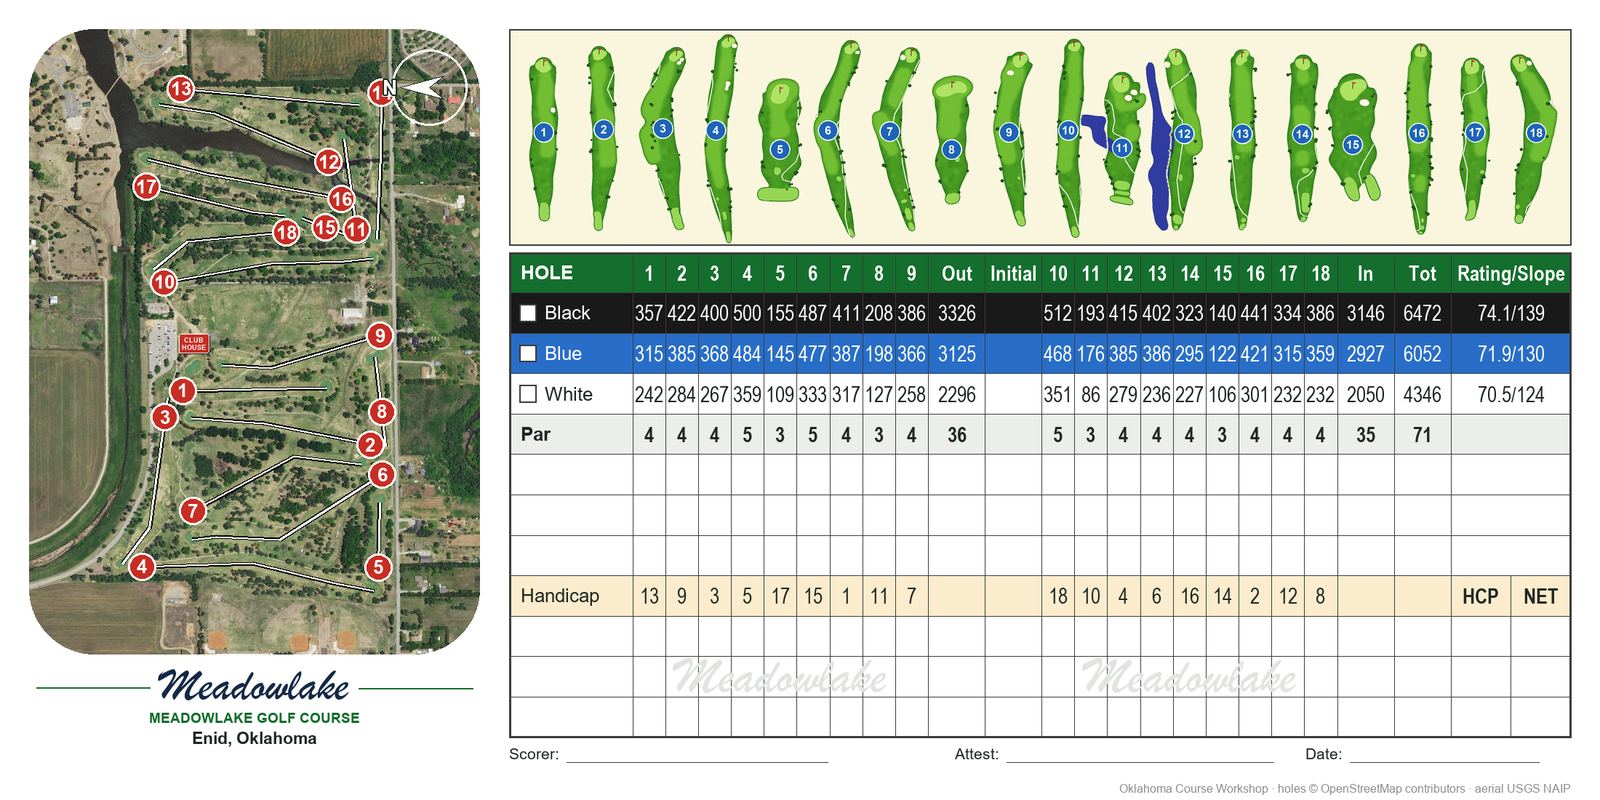 13
1
N
12
17
16
18
15
11
10
CLUB
HOUSE
9
1
3
8
2
6
7
4
5
Meadowlake
MEADOWLAKE GOLF COURSE
Enid, Oklahoma
1 2 3 4 5 6 7 8 9 10 11 12 13 14 15 16 17 18
HOLE 1 2 3 4 5 6 7 8 9 Out Initial 10 11 12 13 14 15 16 17 18 In Tot Rating/Slope
Black 357 422 400 500 155 487 411 208 386 3326 512 193 415 402 323 140 441 334 386 3146 6472 74.1/139
Blue 315 385 368 484 145 477 387 198 366 3125 468 176 385 386 295 122 421 315 359 2927 6052 71.9/130
White 242 284 267 359 109 333 317 127 258 2296 351 86 279 236 227 106 301 232 232 2050 4346 70.5/124
Par 4 4 4 5 3 5 4 3 4 36 5 3 4 4 4 3 4 4 4 35 71
Handicap 13 9 3 5 17 15 1 11 7 18 10 4 6 16 14 2 12 8 HCP NET
Meadowlake Meadowlake
Scorer: Attest: Date:
Oklahoma Course Workshop · holes © OpenStreetMap contributors · aerial USGS NAIP